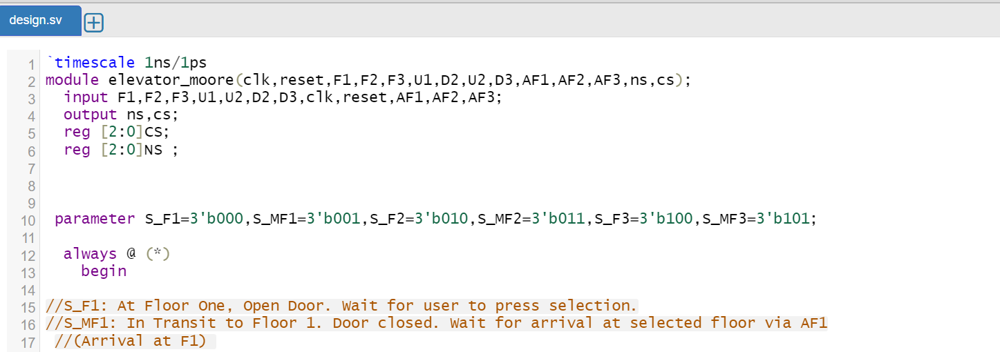 design.sv
1 `timescale 1ns/1ps
2 module elevator_moore(clk,reset,F1,F2,F3,U1,D2,U2,D3,AF1,AF2,AF3,ns,cs);
3 input F1,F2,F3,U1,U2,D2,D3,clk,reset,AF1,AF2,AF3;
4 output ns,cs;
5 reg [2:0]CS;
6 reg [2:0]NS ;
7
8
9
10 parameter S_F1=3'b000,S_MF1=3'b001,S_F2=3'b010,S_MF2=3'b011,S_F3=3'b100,S_MF3=3'b101;
11
12 always @ (*)
13 begin
14
15 //S_F1: At Floor One, Open Door. Wait for user to press selection.
16 //S_MF1: In Transit to Floor 1. Door closed. Wait for arrival at selected floor via AF1
17 //(Arrival at F1)